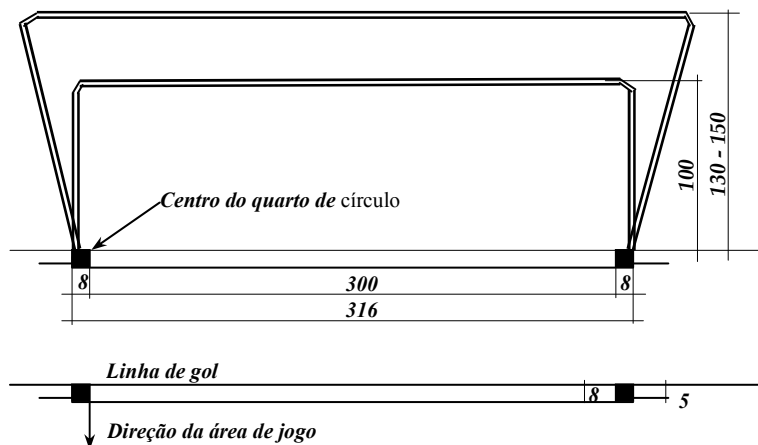 100
130 - 150
Centro do quarto de círculo
8
300
8
316
Linha de gol
8
5
Direção da área de jogo